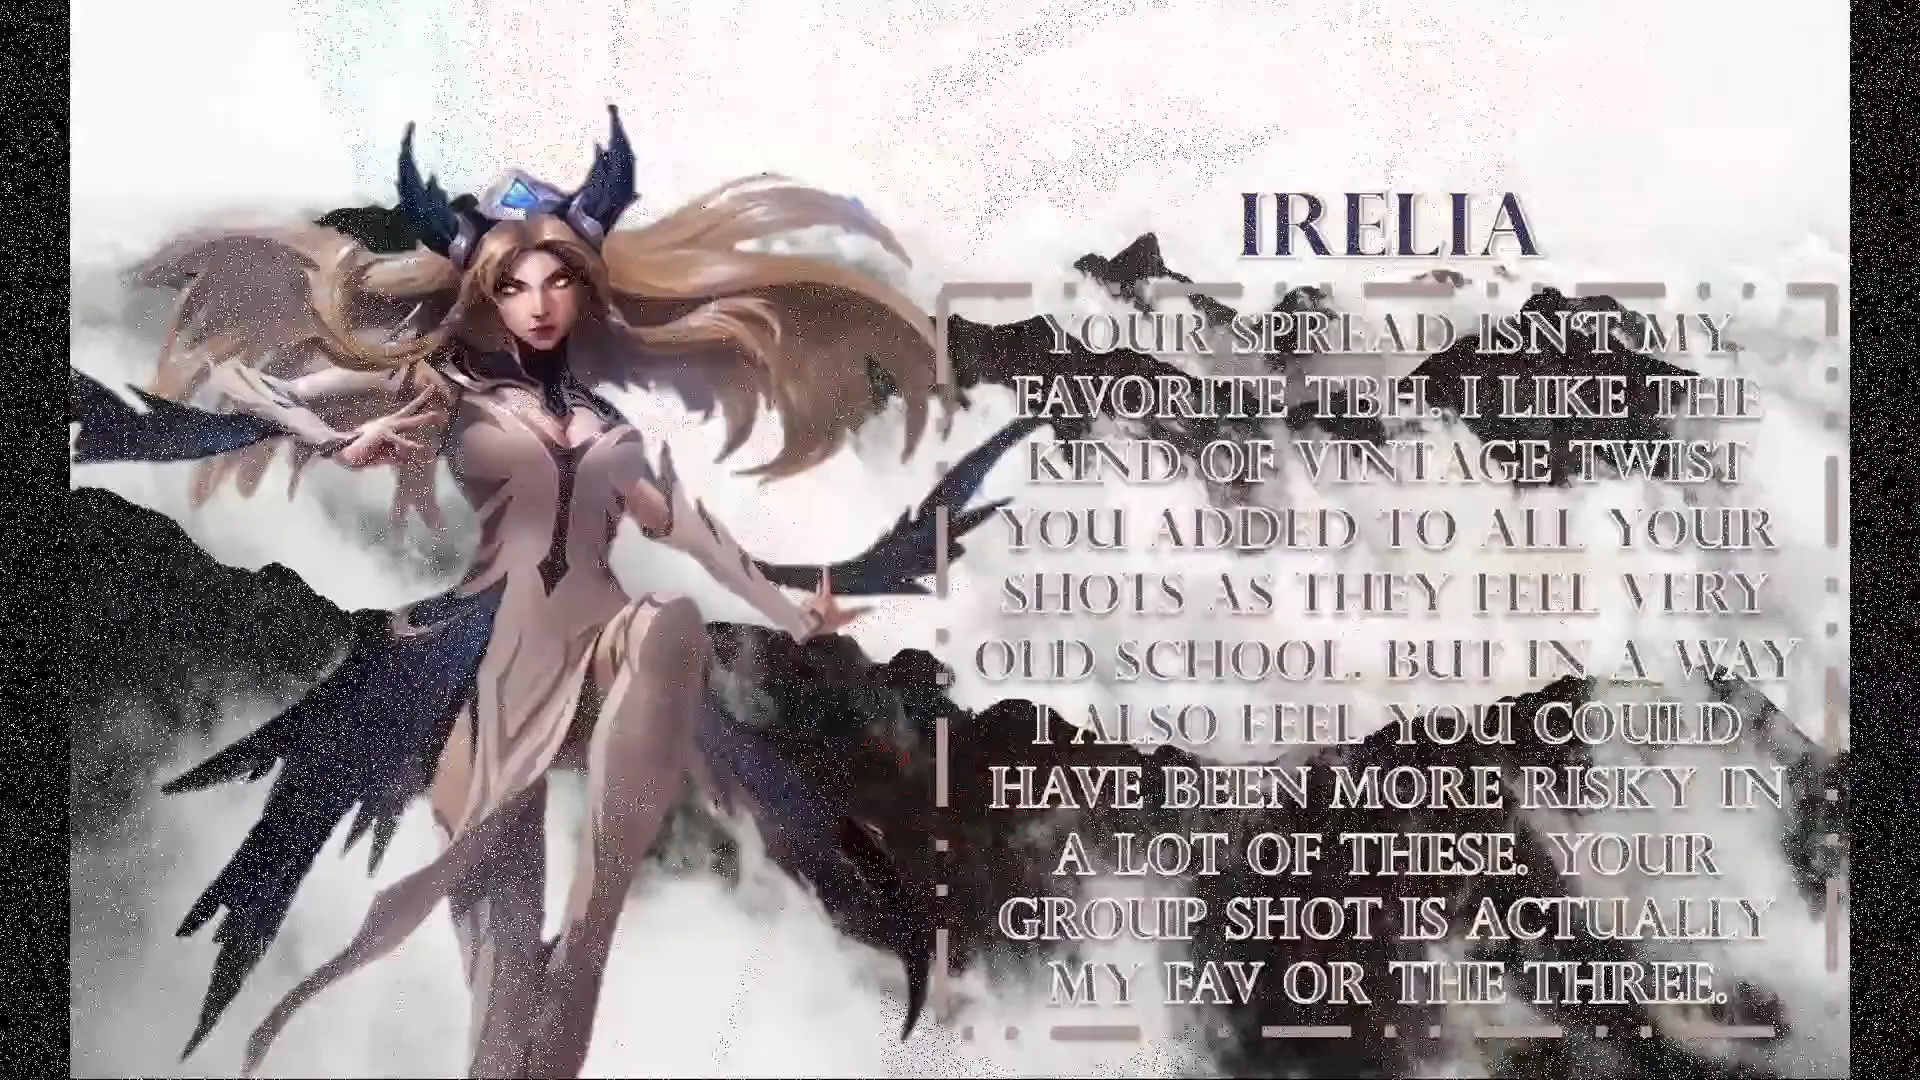 IRELIA
YOUR SPREAD ISN'T MY
FAVORITE TBH. I LIKE THE
KIND OF VINTAGE TWIST
YOU ADDED TO ALL YOUR
SHOTS AS THEY FEEL VERY
OLD SCHOOL. BUT IN A WAY
I ALSO FEEL YOU COULD
HAVE BEEN MORE RISKY IN
A LOT OF THESE. YOUR
GROUP SHOT IS ACTUALLY
MY FAV OR THE THREE.